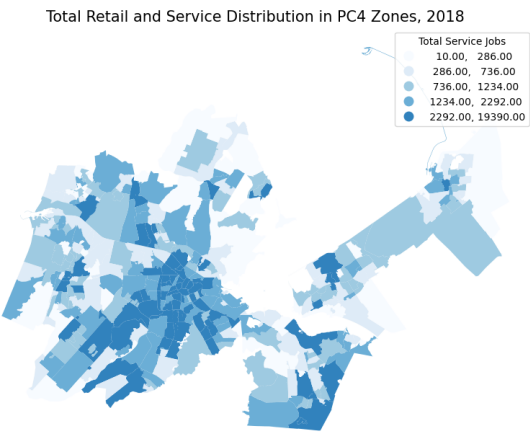 Total Retail and Service Distribution in PC4 Zones, 2018
Total Service Jobs
10.00, 286.00
286.00, 736.00
736.00, 1234.00
1234.00, 2292.00
2292.00, 19390.00